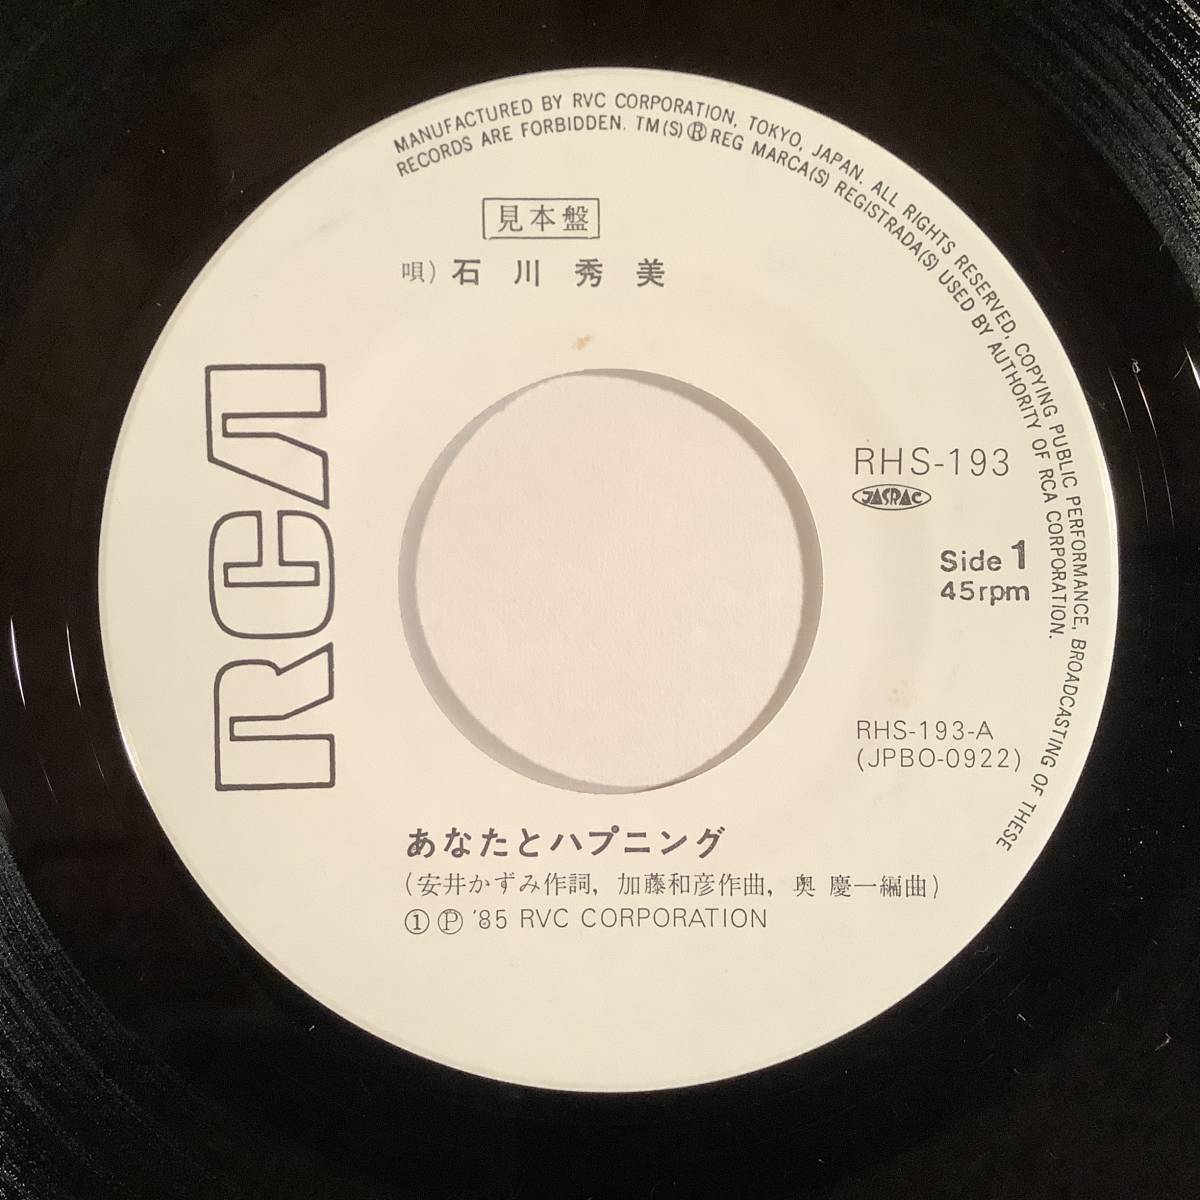 MANUFACTURED BY RVC CORPORATION, TOKYO, JAPAN. ALL RIGHTS RESERVED, COPYING PUBLIC PERFORMANCE, BROADCASTING OF THESE
RECORDS ARE FORBIDDEN. TM(S)®REG MARCA(S) REGISTRADA(S) USED BY AUTHORITY OF RCA CORPORATION.
見本盤
唄) 石川秀美
RCA
RHS-193
JASRAC
Side 1
45rpm
RHS-193-A
(JPBO-0922)
あなたとハプニング
(安井かずみ作詞, 加藤和彦作曲, 奥 慶一編曲)
①Ⓟ '85 RVC CORPORATION